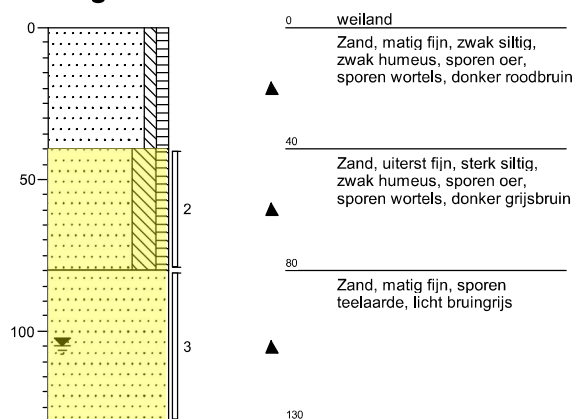 0
weiland
Zand, matig fijn, zwak siltig,
zwak humeus, sporen oer,
sporen wortels, donker roodbruin
40
Zand, uiterst fijn, sterk siltig,
zwak humeus, sporen oer,
sporen wortels, donker grijsbruin
80
Zand, matig fijn, sporen
teelaarde, licht bruingrijs
130
0
50
100
2
3